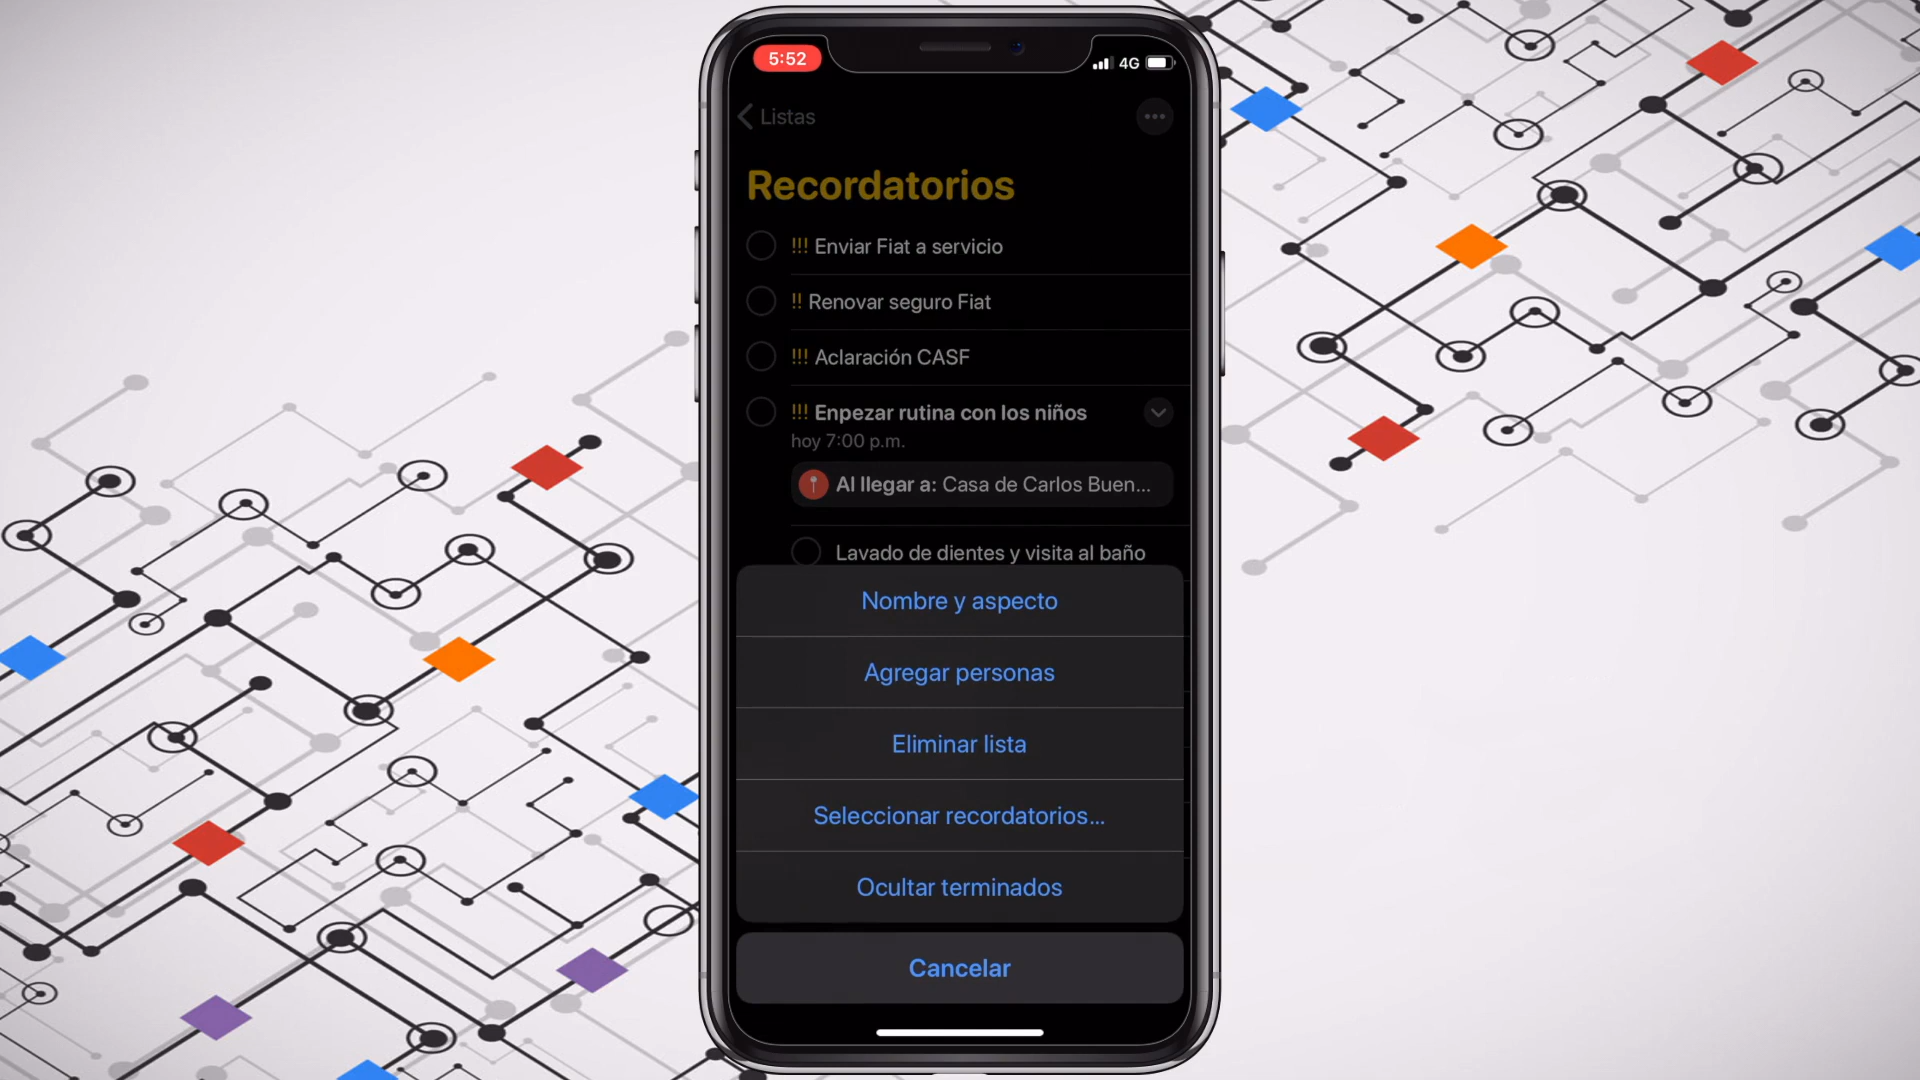 5:52
4G
Listas
Recordatorios
!!! Enviar Fiat a servicio
!! Renovar seguro Fiat
!!! Aclaración CASF
!!! Enpezar rutina con los niños
hoy 7:00 p.m.
Al llegar a: Casa de Carlos Buen...
Lavado de dientes y visita al baño
Nombre y aspecto
Agregar personas
Eliminar lista
Seleccionar recordatorios...
Ocultar terminados
Cancelar